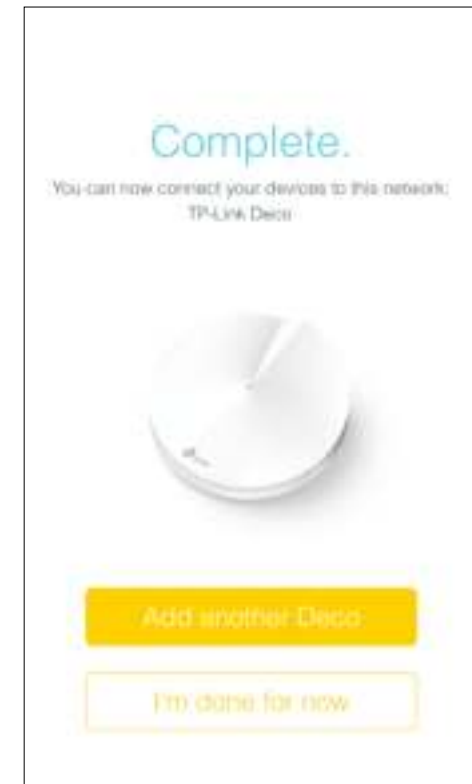 Complete.
You can now connect your devices to this network:
TP-Link Deco
Add another Deco
I'm done for now